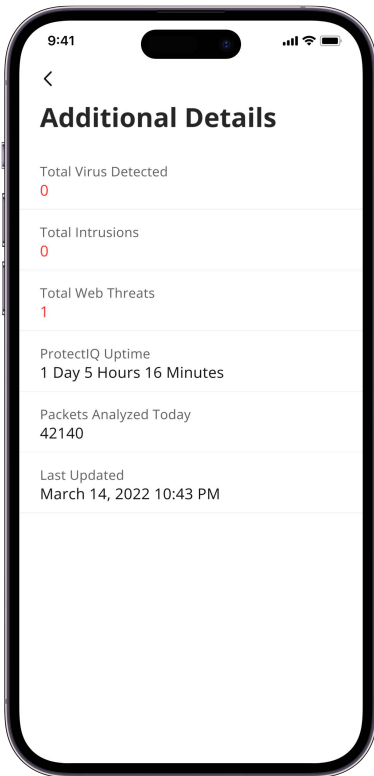 9:41
Additional Details
Total Virus Detected
0
Total Intrusions
0
Total Web Threats
1
ProtectIQ Uptime
1 Day 5 Hours 16 Minutes
Packets Analyzed Today
42140
Last Updated
March 14, 2022 10:43 PM